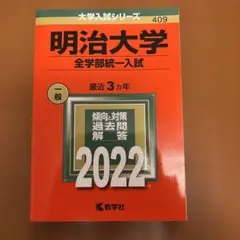 大学入試シリーズ
409
明治大学
全学部統一入試
最近3カ年
一般
傾向と対策
過去問
解答
2022
教学社